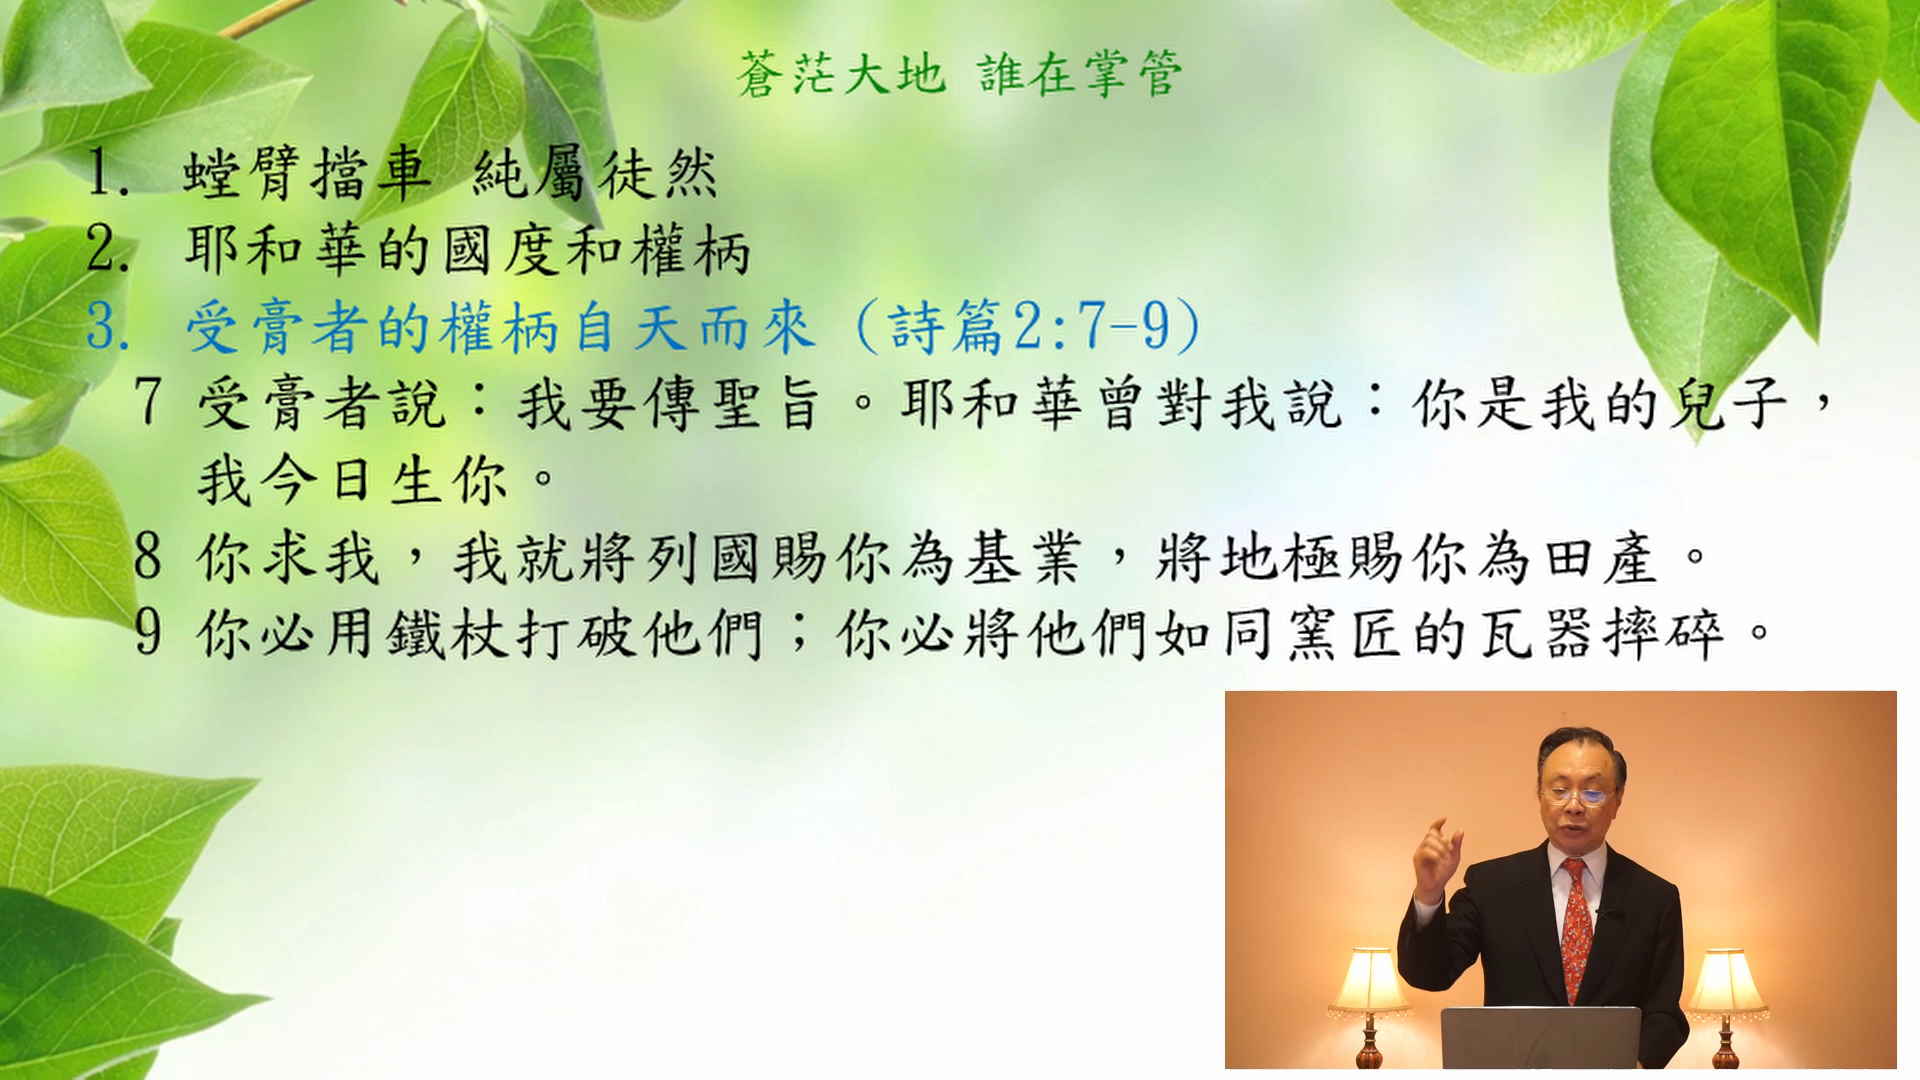 蒼茫大地 誰在掌管
1. 螳臂擋車 純屬徒然
2. 耶和華的國度和權柄
3. 受膏者的權柄自天而來（詩篇2:7-9）
7 受膏者說：我要傳聖旨。耶和華曾對我說：你是我的兒子，
我今日生你。
8 你求我，我就將列國賜你為基業，將地極賜你為田產。
9 你必用鐵杖打破他們；你必將他們如同窯匠的瓦器摔碎。